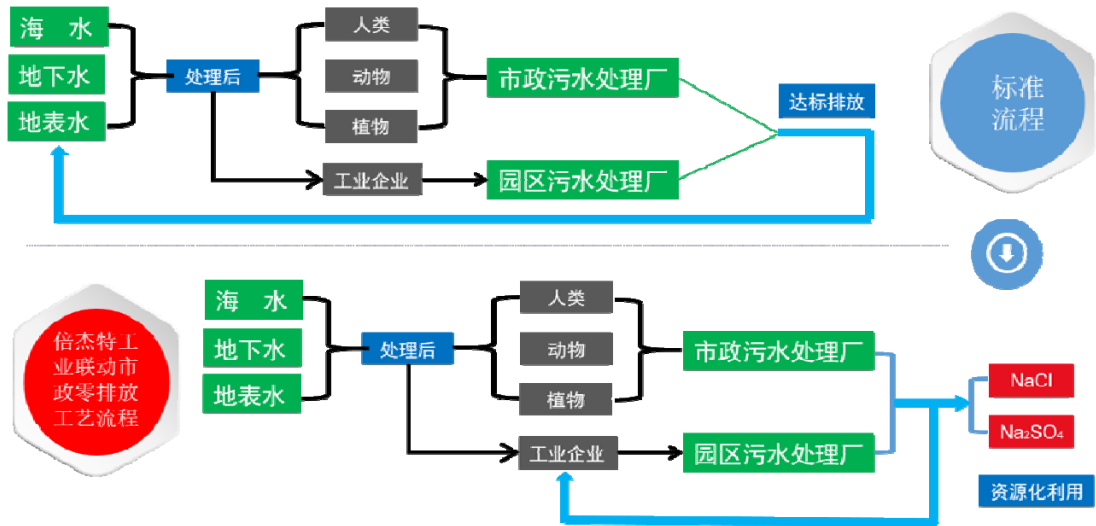 海 水
地下水
地表水
处理后
人类
动物
植物
工业企业
市政污水处理厂
园区污水处理厂
达标排放
标准
流程
倍杰特工
业联动市
政零排放
工艺流程
海 水
地下水
地表水
处理后
人类
动物
植物
工业企业
市政污水处理厂
园区污水处理厂
NaCl
Na₂SO₄
资源化利用